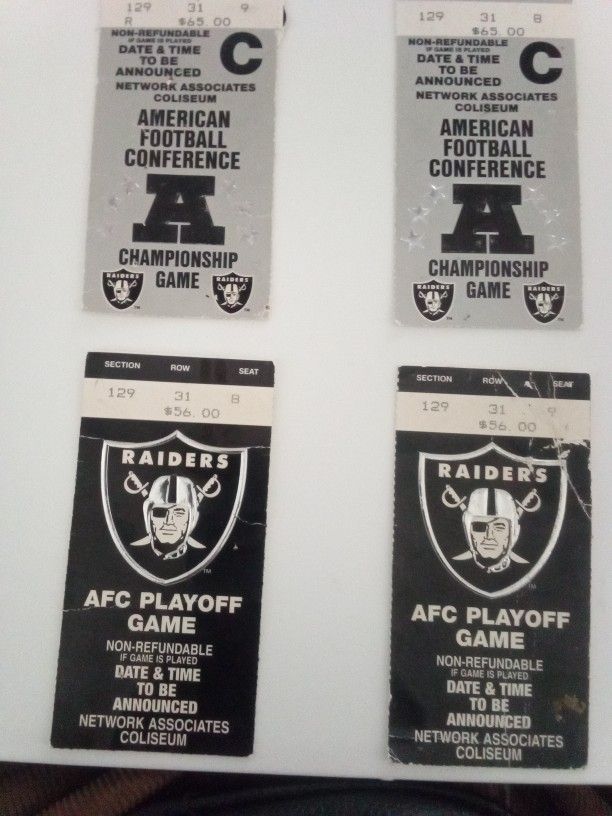 129 31 9
R $65.00
NON-REFUNDABLE
IF GAME IS PLAYED
DATE & TIME
TO BE
ANNOUNCED
C
NETWORK ASSOCIATES
COLISEUM
AMERICAN
FOOTBALL
CONFERENCE
A
CHAMPIONSHIP
GAME
RAIDERS
RAIDERS
129 31 8
$65.00
NON-REFUNDABLE
IF GAME IS PLAYED
DATE & TIME
TO BE
ANNOUNCED
C
NETWORK ASSOCIATES
COLISEUM
AMERICAN
FOOTBALL
CONFERENCE
A
CHAMPIONSHIP
GAME
RAIDERS
RAIDERS
SECTION ROW SEAT
129 31 8
$56.00
RAIDERS
TM
AFC PLAYOFF
GAME
NON-REFUNDABLE
IF GAME IS PLAYED
DATE & TIME
TO BE
ANNOUNCED
NETWORK ASSOCIATES
COLISEUM
SECTION ROW SEAT
129 31 9
$56.00
RAIDERS
TM
AFC PLAYOFF
GAME
NON-REFUNDABLE
IF GAME IS PLAYED
DATE & TIME
TO BE
ANNOUNCED
NETWORK ASSOCIATES
COLISEUM